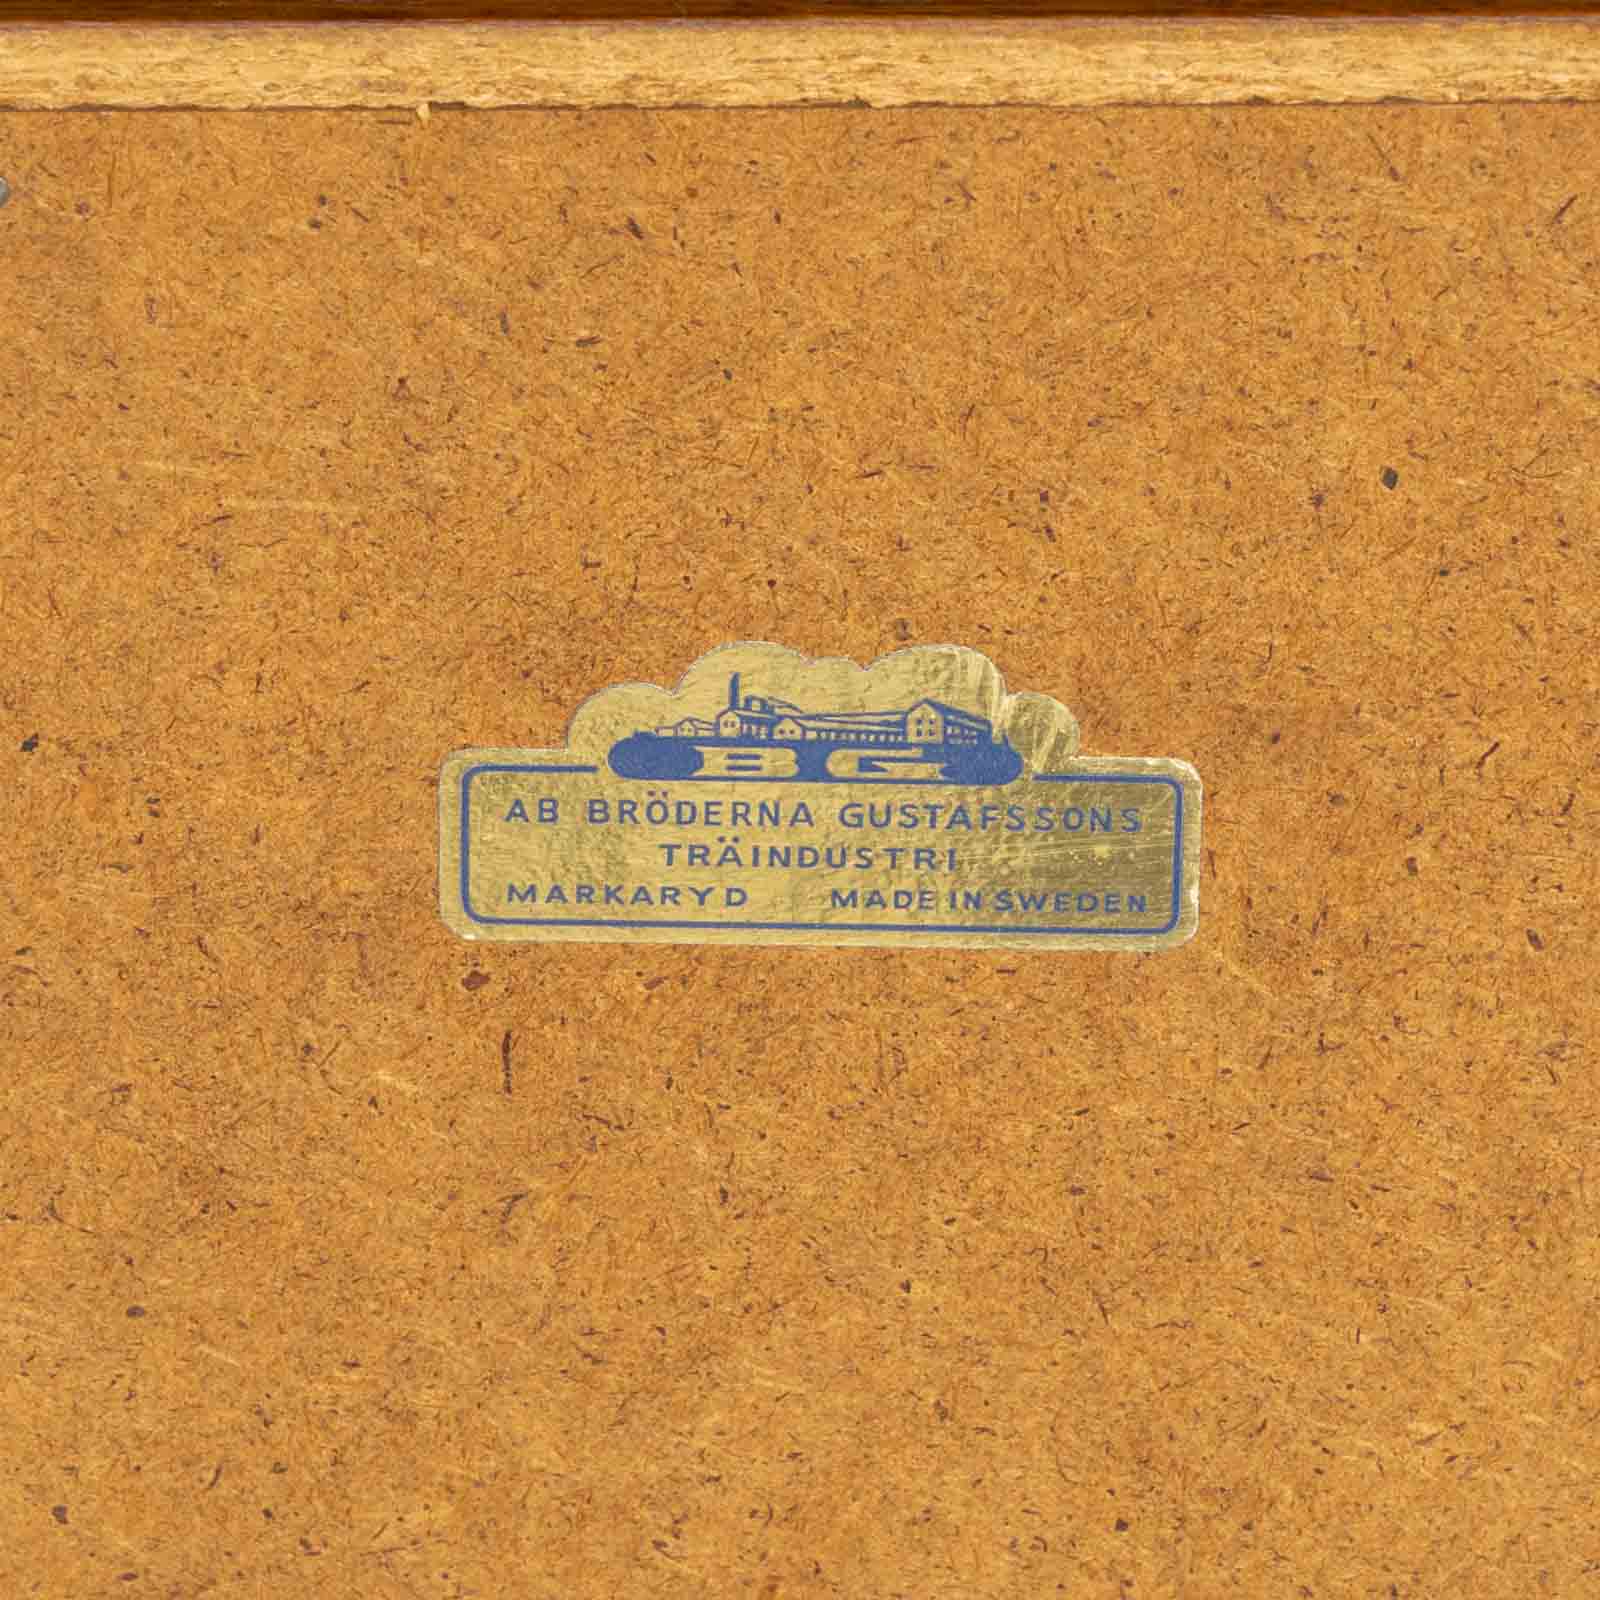 BG
AB BRÖDERNA GUSTAFSSONS
TRÄINDUSTRI
MARKARYD MADE IN SWEDEN